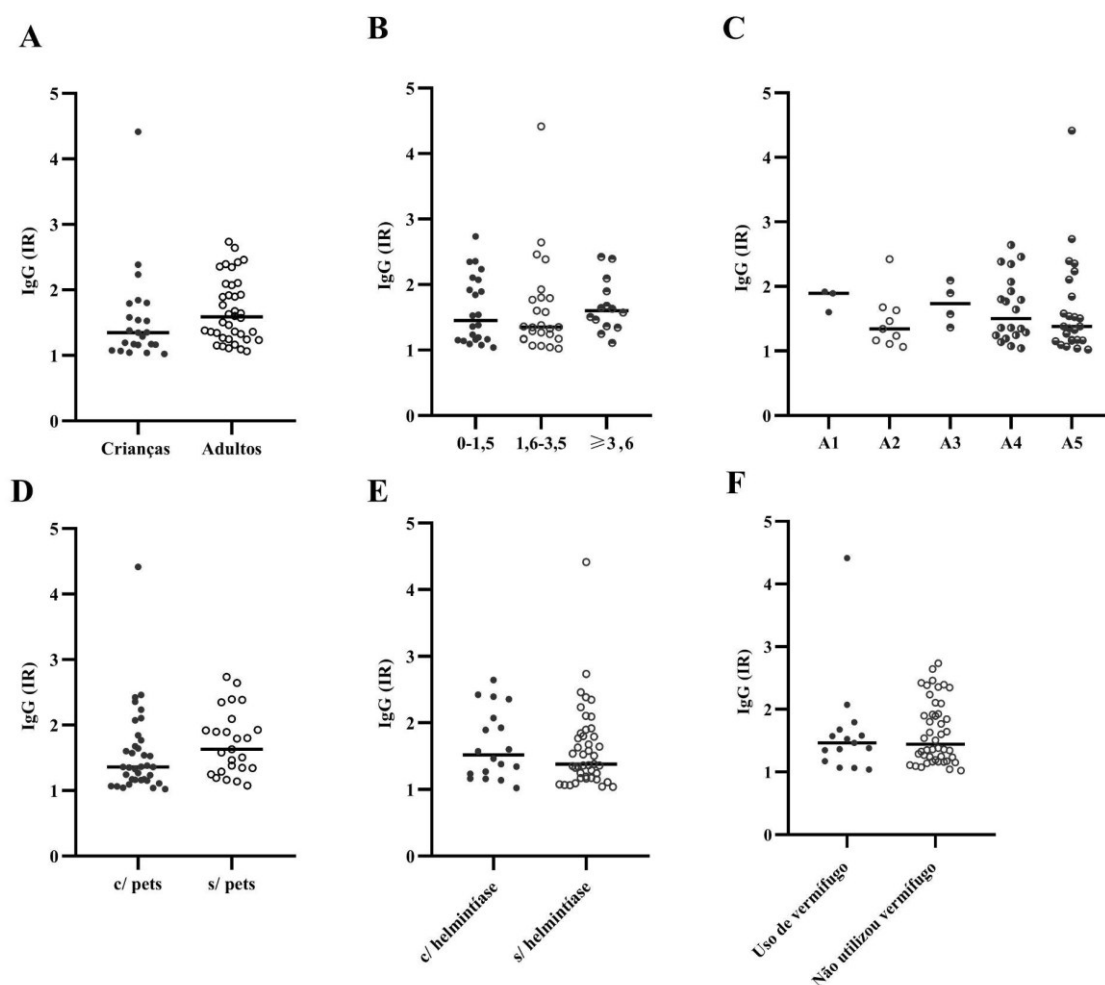 A
IgG (IR)
5
4
3
2
1
0
Crianças Adultos
B
IgG (IR)
5
4
3
2
1
0
0-1,5 1,6-3,5 ⩾3,6
C
IgG (IR)
5
4
3
2
1
0
A1 A2 A3 A4 A5
D
IgG (IR)
5
4
3
2
1
0
c/ pets s/ pets
E
IgG (IR)
5
4
3
2
1
0
c/ helmintíase
s/ helmintíase
F
IgG (IR)
5
4
3
2
1
0
Uso de vermífugo
Não utilizou vermífugo